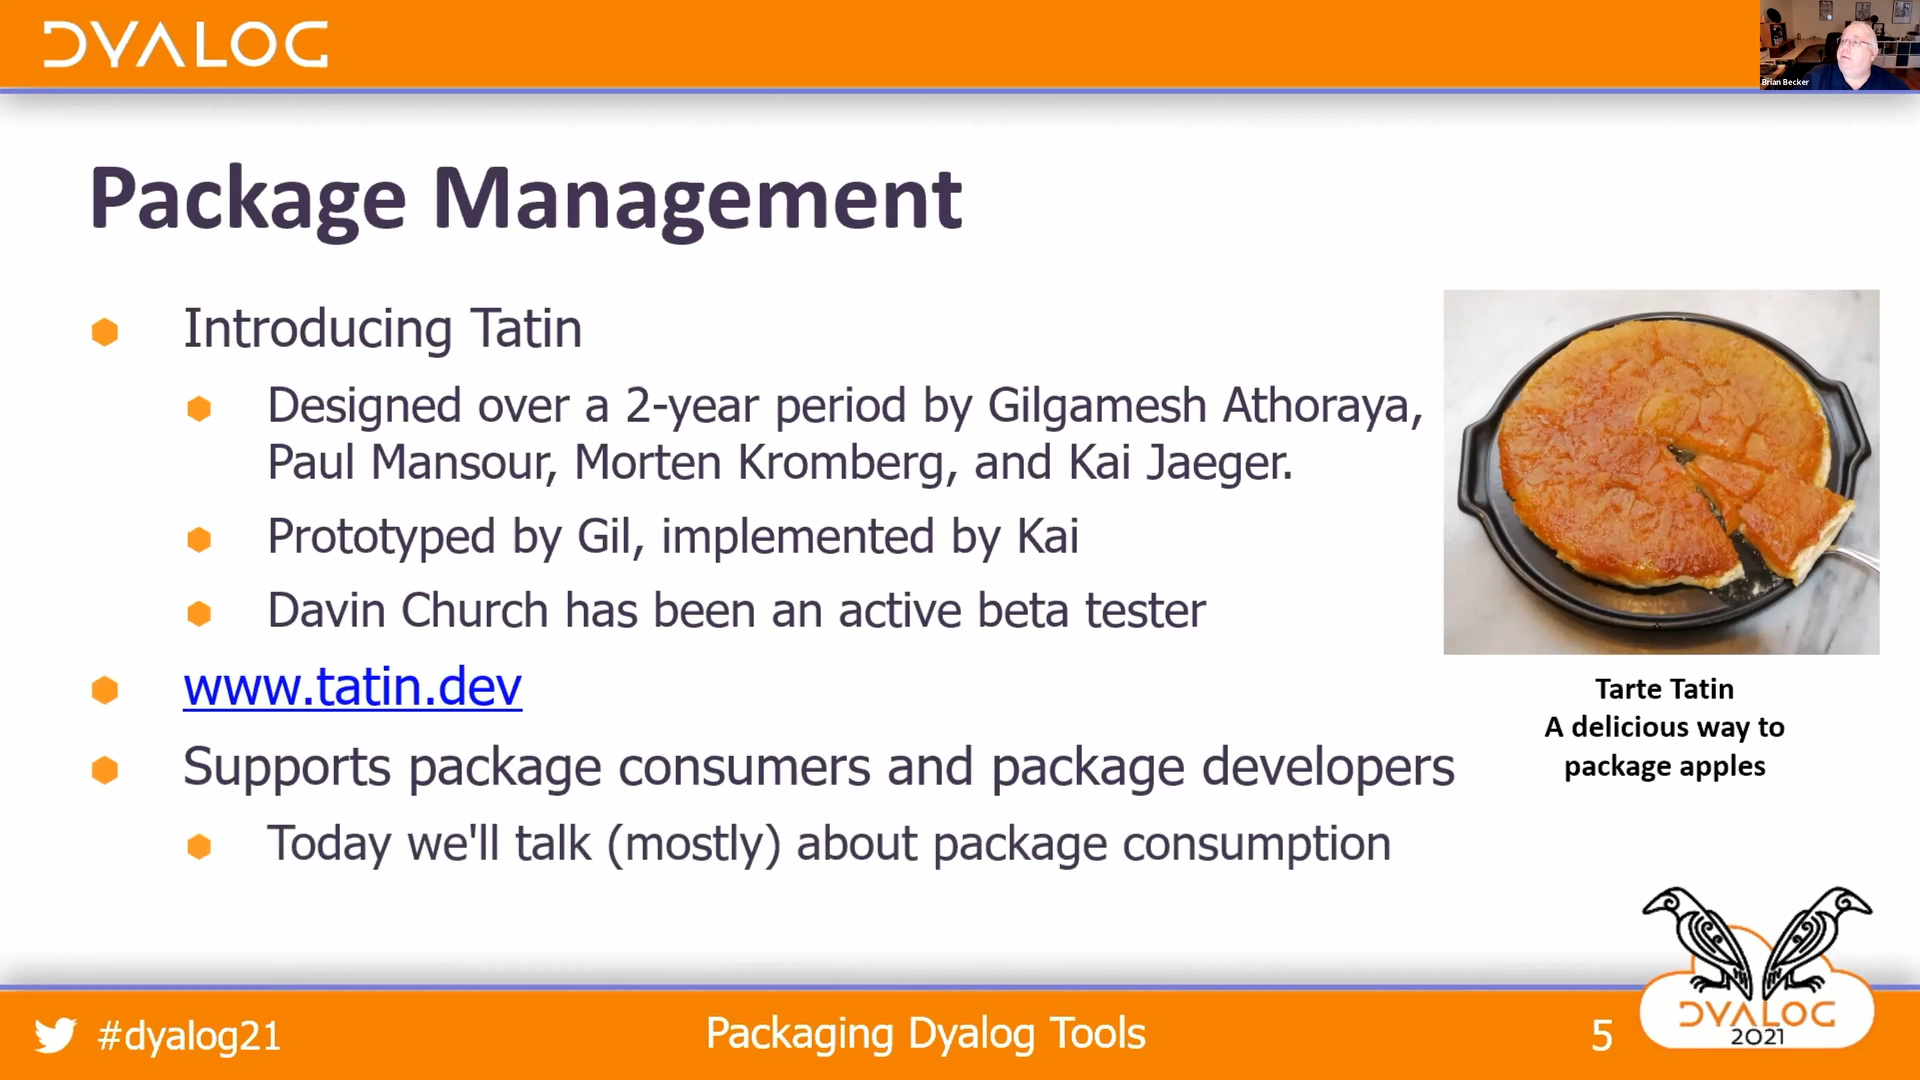 DYALOG
Brian Becker
Package Management
Introducing Tatin
Designed over a 2-year period by Gilgamesh Athoraya,
Paul Mansour, Morten Kromberg, and Kai Jaeger.
Prototyped by Gil, implemented by Kai
Davin Church has been an active beta tester
www.tatin.dev
Supports package consumers and package developers
Today we'll talk (mostly) about package consumption
Tarte Tatin
A delicious way to
package apples
#dyalog21
Packaging Dyalog Tools
5
DYALOG
2021